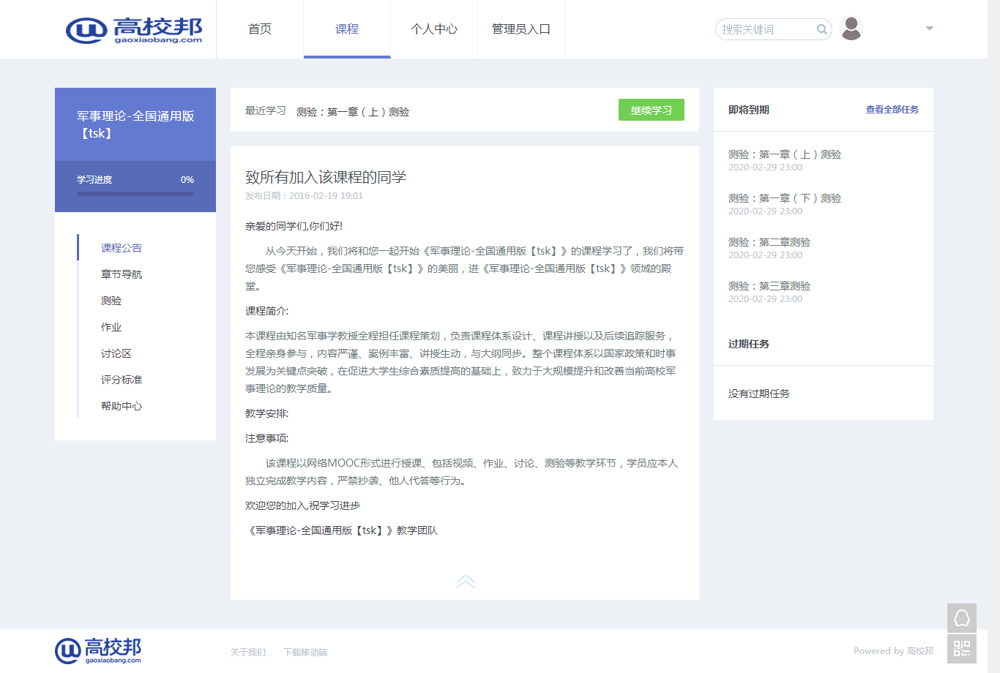 高校邦
gaoxiaobang.com
首页
课程
个人中心
管理员入口
搜索关键词
军事理论-全国通用版
【tsk】
学习进度 0%
课程公告
章节导航
测验
作业
讨论区
评分标准
帮助中心
最近学习 测验：第一章（上）测验
继续学习
致所有加入该课程的同学
发布日期：2016-02-19 19:01
亲爱的同学们,你们好!
从今天开始，我们将和您一起开始《军事理论-全国通用版【tsk】》的课程学习了，我们将带
您感受《军事理论-全国通用版【tsk】》的美丽，进《军事理论-全国通用版【tsk】》领域的殿
堂。
课程简介:
本课程由知名军事学教授全程担任课程策划，负责课程体系设计、课程讲授以及后续追踪服务，
全程亲身参与，内容严谨、案例丰富、讲授生动，与大纲同步。整个课程体系以国家政策和时事
发展为关键点突破，在促进大学生综合素质提高的基础上，致力于大规模提升和改善当前高校军
事理论的教学质量。
教学安排:
注意事项:
该课程以网络MOOC形式进行授课、包括视频、作业、讨论、测验等教学环节，学员应本人
独立完成教学内容，严禁抄袭、他人代答等行为。
欢迎您的加入,祝学习进步
《军事理论-全国通用版【tsk】》教学团队
即将到期 查看全部任务
测验：第一章（上）测验
2020-02-29 23:00
测验：第一章（下）测验
2020-02-29 23:00
测验：第二章测验
2020-02-29 23:00
测验：第三章测验
2020-02-29 23:00
过期任务
没有过期任务
高校邦
gaoxiaobang.com
关于我们 下载移动端
Powered by 高校邦